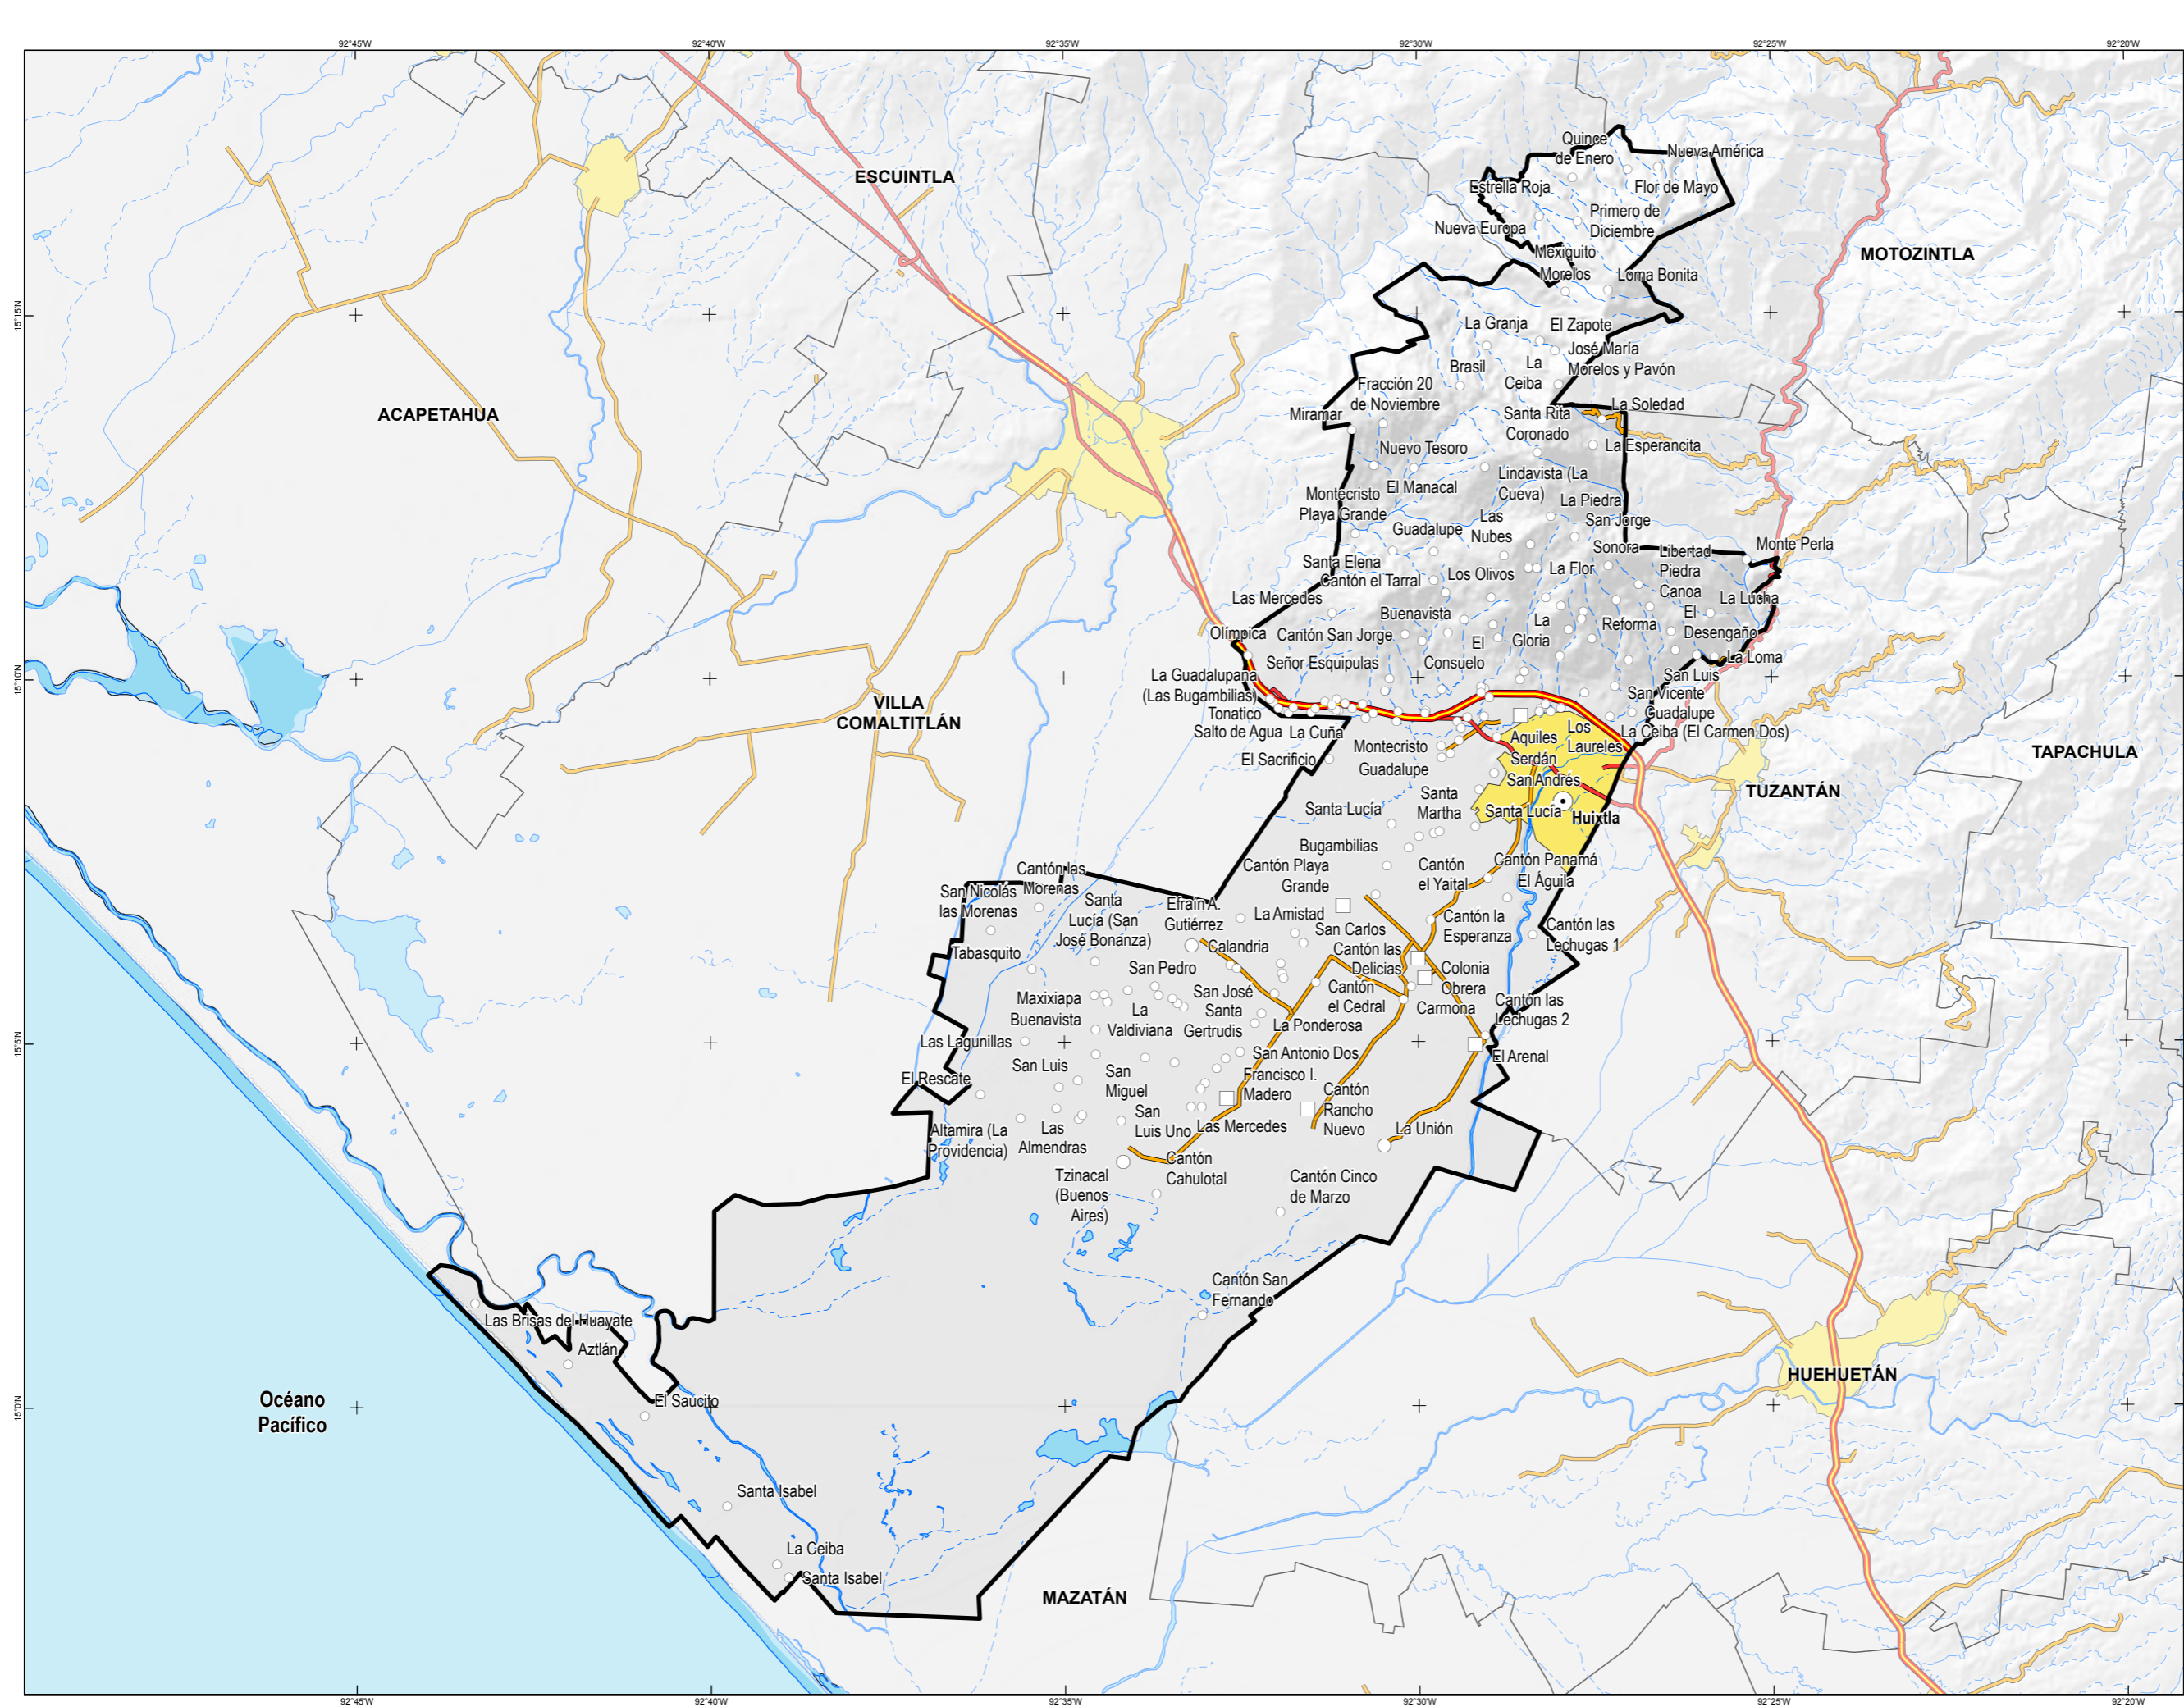 92°45'W
92°40'W
92°35'W
92°30'W
92°25'W
92°20'W
Quince
de Enero
Nueva América
ESCUINTLA
Estrella Roja
Flor de Mayo
Primero de
Diciembre
Nueva Europa
Mexiquito
MOTOZINTLA
Morelos
Loma Bonita
15°15'N
La Granja
El Zapote
José María
Morelos y Pavón
Brasil
La
Ceiba
Fracción 20
de Noviembre
ACAPETAHUA
Miramar
La Soledad
Santa Rita
Coronado
La Esperancita
Nuevo Tesoro
Lindavista (La
Cueva)
El Manacal
Montecristo
Playa Grande
La Piedra
San Jorge
Las
Nubes
Guadalupe
Sonora
Libertad
Monte Perla
Santa Elena
Piedra
Canoa
Los Olivos
La Flor
Cantón el Tarral
Las Mercedes
La Lucha
Buenavista
El
Desengaño
La
Gloria
Reforma
Olímpica
Cantón San Jorge
El
Consuelo
Señor Esquipulas
La Loma
15°10'N
La Guadalupana
(Las Bugambilias)
San Luis
San Vicente
Guadalupe
VILLA
COMALTITLÁN
Tonatico
Salto de Agua
La Cuña
Los
Laureles
La Ceiba (El Carmen Dos)
Aquiles
Serdán
Montecristo
TAPACHULA
El Sacrificio
Guadalupe
San Andrés
TUZANTÁN
Santa
Martha
Santa Lucía
Santa Lucía
Huixtla
Bugambilias
Cantón Playa
Grande
Cantón
el Yaital
Cantón Panamá
El Águila
Cantón las
Morenas
San Nicolás
las Morenas
Santa
Lucía (San
José Bonanza)
Efraín A.
Gutiérrez
La Amistad
Cantón la
Esperanza
Cantón las
Lechugas 1
San Carlos
Calandria
Tabasquito
Cantón las
Delicias
San Pedro
Colonia
Obrera
Maxixiapa
Buenavista
San José
Cantón
el Cedral
Carmona
Cantón las
Lechugas 2
La
Valdiviana
Santa
Gertrudis
La Ponderosa
15°5'N
Las Lagunillas
San Antonio Dos
El Arenal
San Luis
El Rescate
San
Miguel
Francisco I.
Madero
Cantón
Rancho
Nuevo
San
Luis Uno
Las Mercedes
La Unión
Altamira (La
Providencia)
Las
Almendras
Cantón
Cahulotal
Tzinacal
(Buenos
Aires)
Cantón Cinco
de Marzo
Cantón San
Fernando
Las Brisas del Huayate
Aztlán
HUEHUETÁN
Océano
Pacífico
El Saucito
15°0'N
Santa Isabel
La Ceiba
Santa Isabel
MAZATÁN
92°45'W
92°40'W
92°35'W
92°30'W
92°25'W
92°20'W